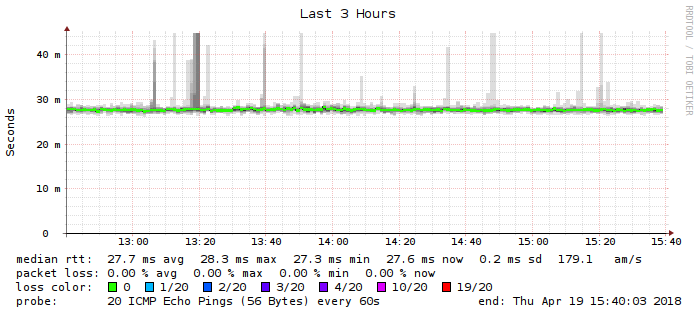 Last 3 Hours
RRDTOOL / TOBI OETIKER
Seconds
40 m
30 m
20 m
10 m
0
13:00 13:20 13:40 14:00 14:20 14:40 15:00 15:20 15:40
median rtt: 27.7 ms avg 28.3 ms max 27.3 ms min 27.6 ms now 0.2 ms sd 179.1 am/s
packet loss: 0.00 % avg 0.00 % max 0.00 % min 0.00 % now
loss color: 0 1/20 2/20 3/20 4/20 10/20 19/20
probe: 20 ICMP Echo Pings (56 Bytes) every 60s end: Thu Apr 19 15:40:03 2018